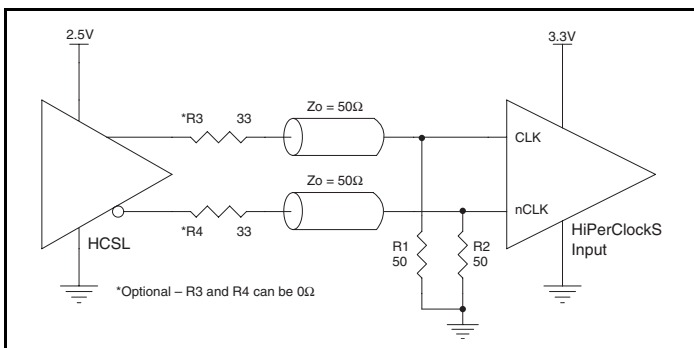 2.5V
3.3V
*R3 33
Zo = 50Ω
CLK
Zo = 50Ω
nCLK
*R4 33
HCSL
R1
50
R2
50
HiPerClockS
Input
*Optional – R3 and R4 can be 0Ω